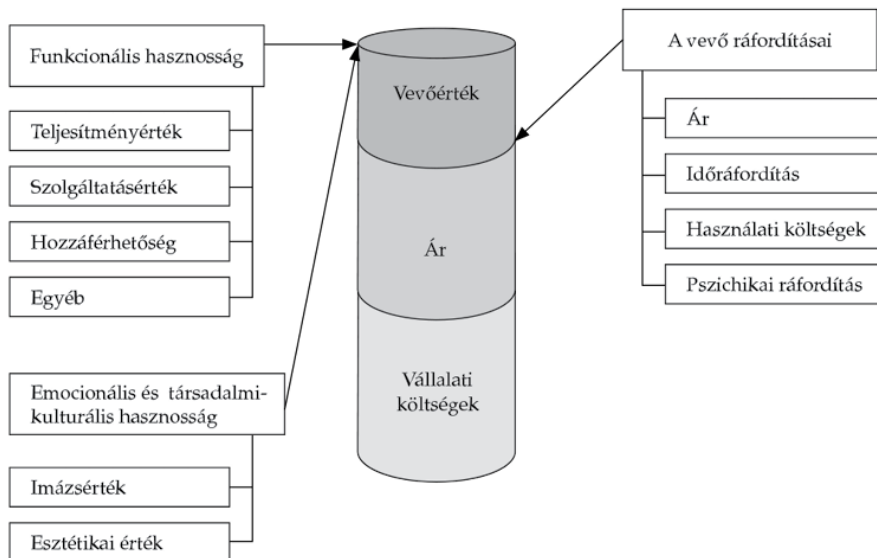 Funkcionális hasznosság
Teljesítményérték
Szolgáltatásérték
Hozzáférhetőség
Egyéb
Emocionális és társadalmi-
kulturális hasznosság
Imázsérték
Esztétikai érték
Vevőérték
Ár
Vállalati
költségek
A vevő ráfordításai
Ár
Időráfordítás
Használati költségek
Pszichikai ráfordítás